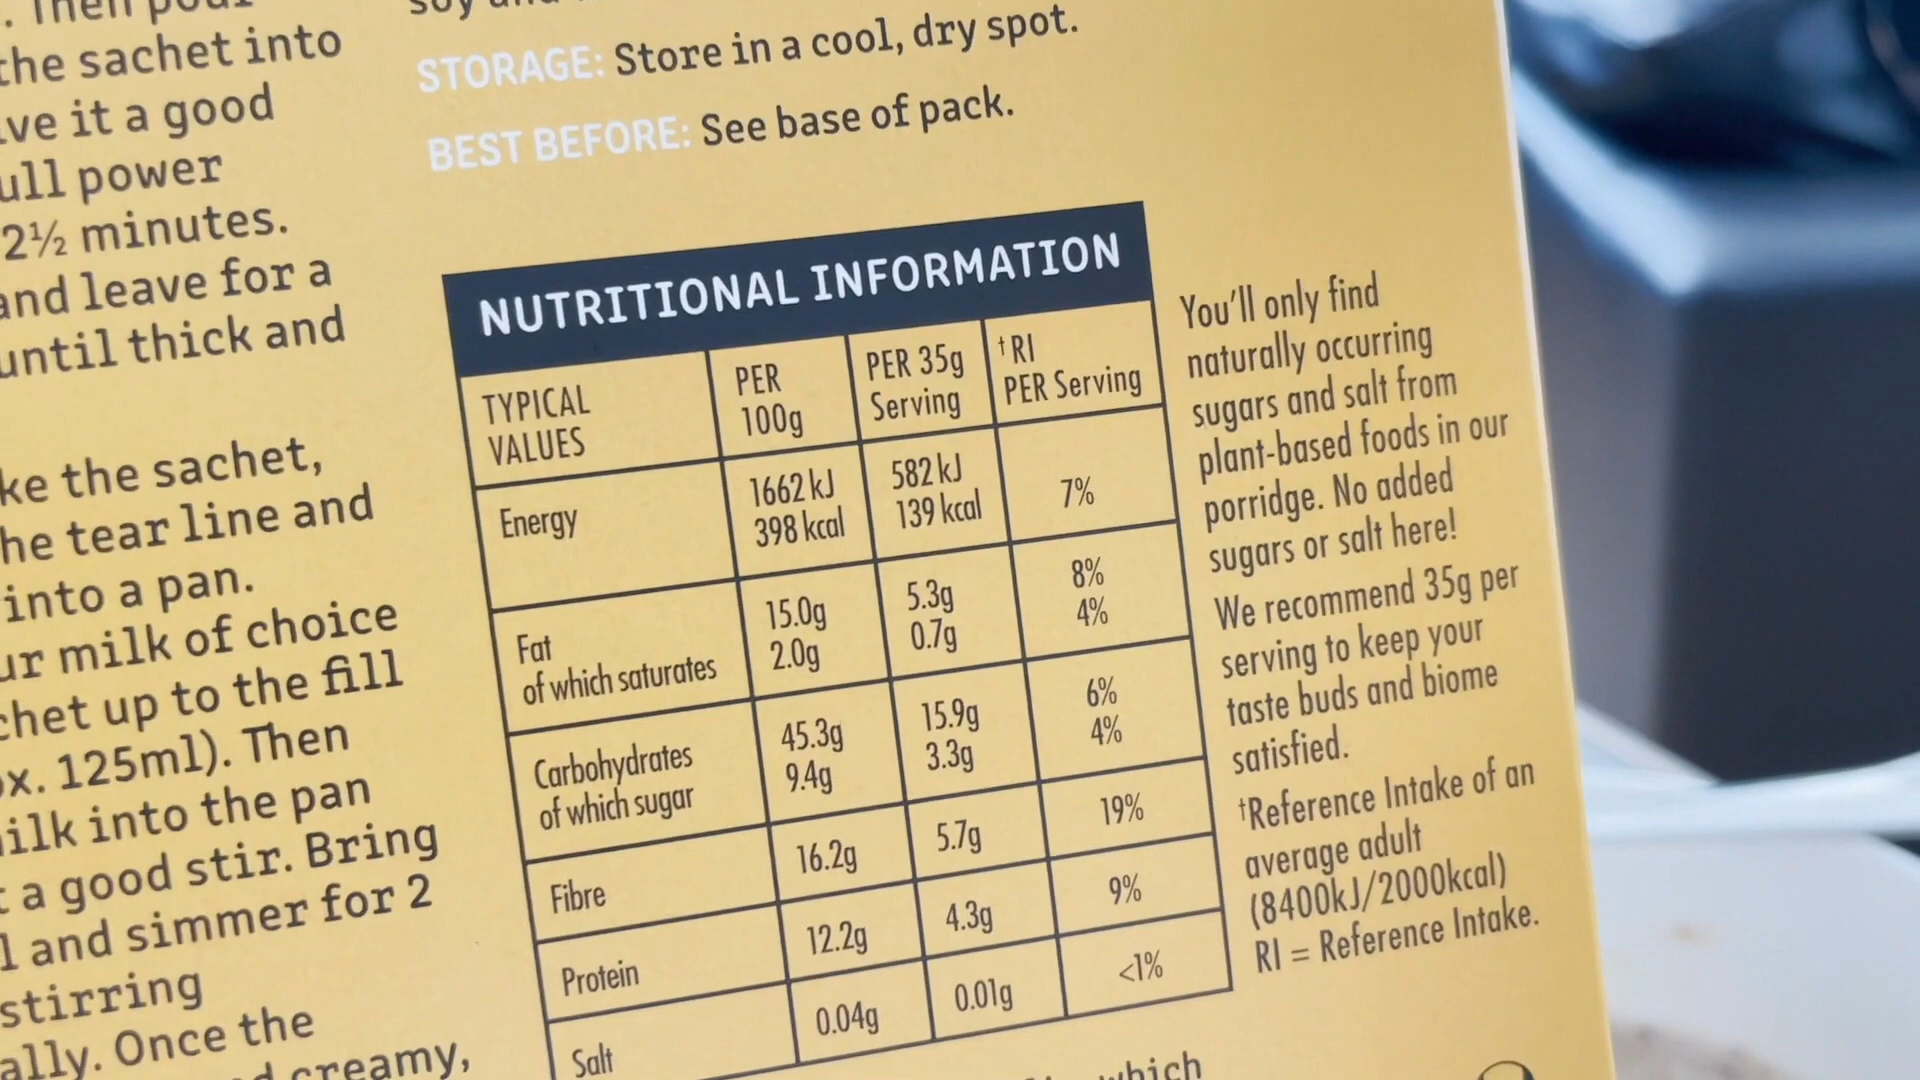 . Then pour
the sachet into
ve it a good
ull power
2½ minutes.
and leave for a
until thick and
ke the sachet,
he tear line and
into a pan.
ur milk of choice
chet up to the fill
ox. 125ml). Then
milk into the pan
t a good stir. Bring
l and simmer for 2
stirring
ally. Once the
d creamy,
soy and
STORAGE: Store in a cool, dry spot.
BEST BEFORE: See base of pack.
NUTRITIONAL INFORMATION
TYPICAL VALUES PER 100g PER 35g Serving †RI PER Serving
Energy 1662 kJ 582 kJ 7%
398 kcal 139 kcal
Fat 15.0g 5.3g 8%
of which saturates 2.0g 0.7g 4%
Carbohydrates 45.3g 15.9g 6%
of which sugar 9.4g 3.3g 4%
Fibre 16.2g 5.7g 19%
Protein 12.2g 4.3g 9%
Salt 0.04g 0.01g <1%
You'll only find
naturally occurring
sugars and salt from
plant-based foods in our
porridge. No added
sugars or salt here!
We recommend 35g per
serving to keep your
taste buds and biome
satisfied.
†Reference Intake of an
average adult
(8400kJ/2000kcal)
RI = Reference Intake.
which